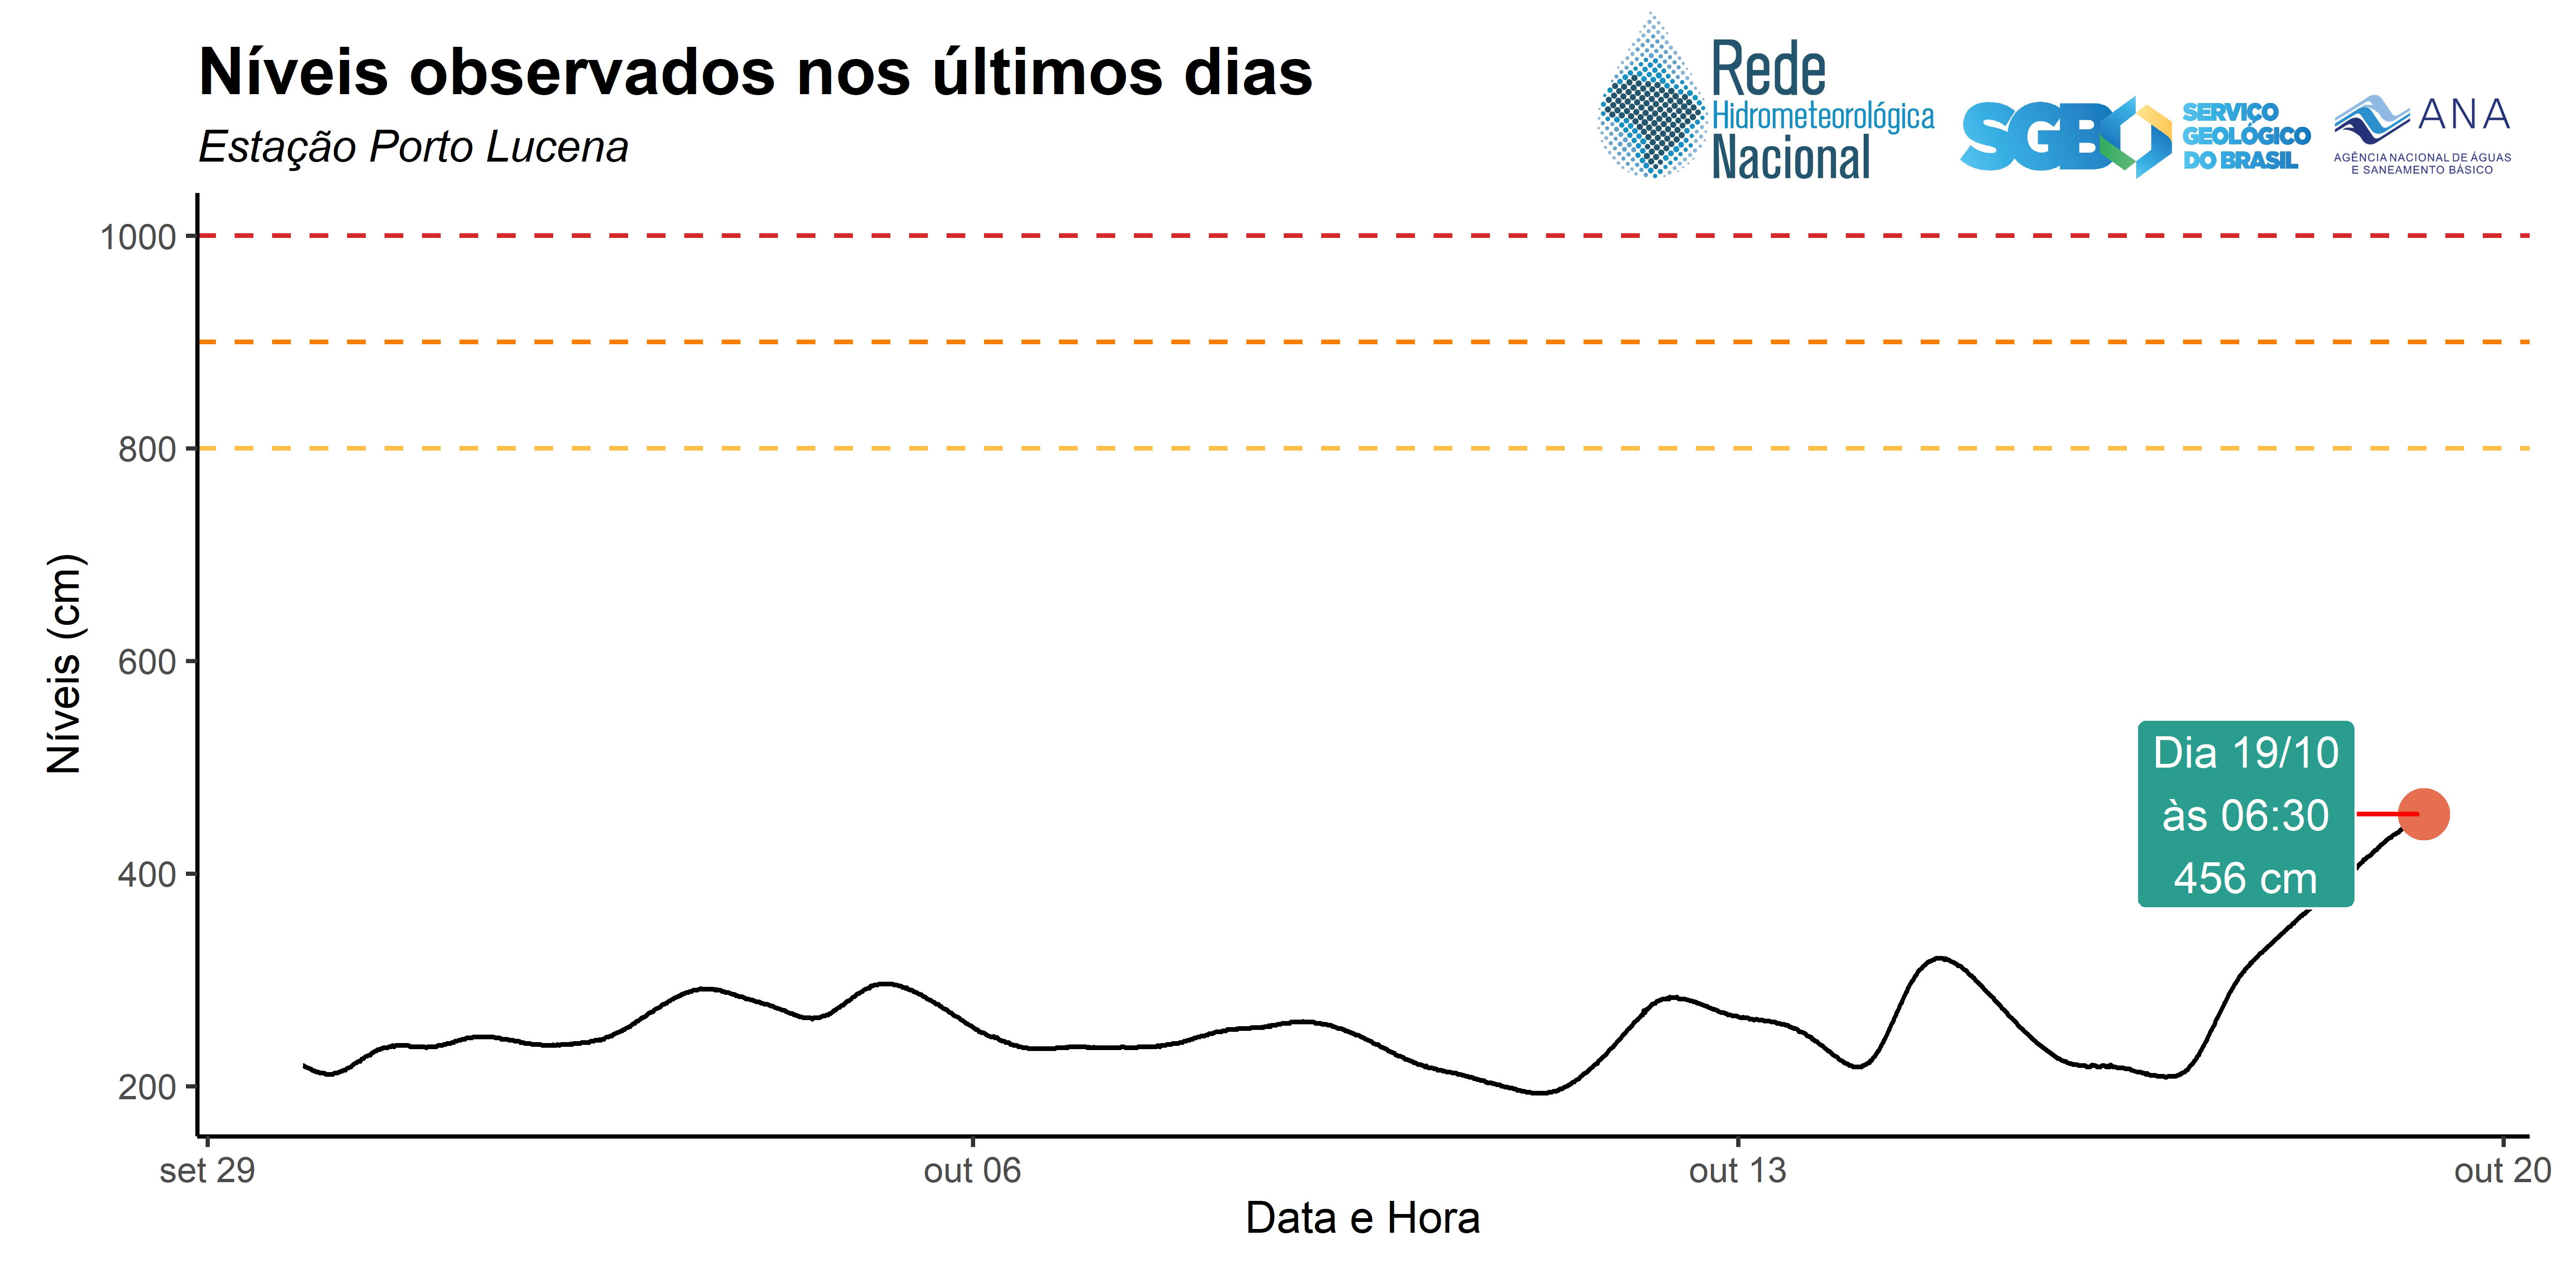 Níveis observados nos últimos dias
Estação Porto Lucena
Rede
Hidrometeorológica
Nacional
SGB
SERVIÇO
GEOLÓGICO
DO BRASIL
ANA
AGÊNCIA NACIONAL DE ÁGUAS
E SANEAMENTO BÁSICO
1000
800
600
400
200
Níveis (cm)
Dia 19/10
às 06:30
456 cm
set 29
out 06
out 13
out 20
Data e Hora